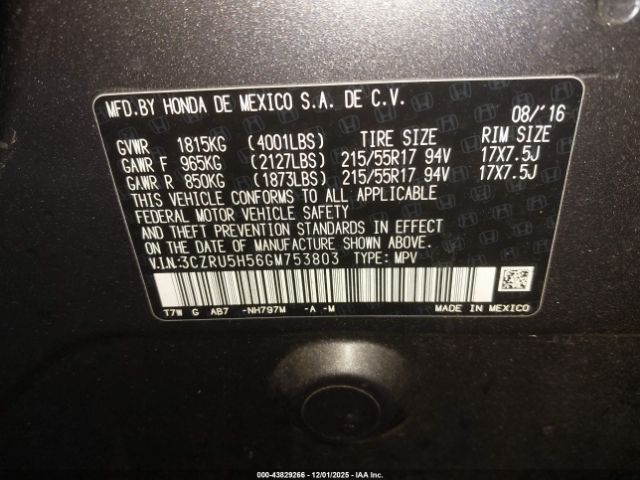 MFD.BY HONDA DE MEXICO S.A. DE C.V.
08/'16
GVWR 1815KG (4001LBS) TIRE SIZE RIM SIZE
GAWR F 965KG (2127LBS) 215/55R17 94V 17X7.5J
GAWR R 850KG (1873LBS) 215/55R17 94V 17X7.5J
THIS VEHICLE CONFORMS TO ALL APPLICABLE
FEDERAL MOTOR VEHICLE SAFETY
AND THEFT PREVENTION STANDARDS IN EFFECT
ON THE DATE OF MANUFACTURE SHOWN ABOVE.
V.I.N:3CZRU5H56GM753803 TYPE: MPV
T7W G AB7 -NH797M -A -M
MADE IN MEXICO
000-43829266 - 12/01/2025 - IAA Inc.